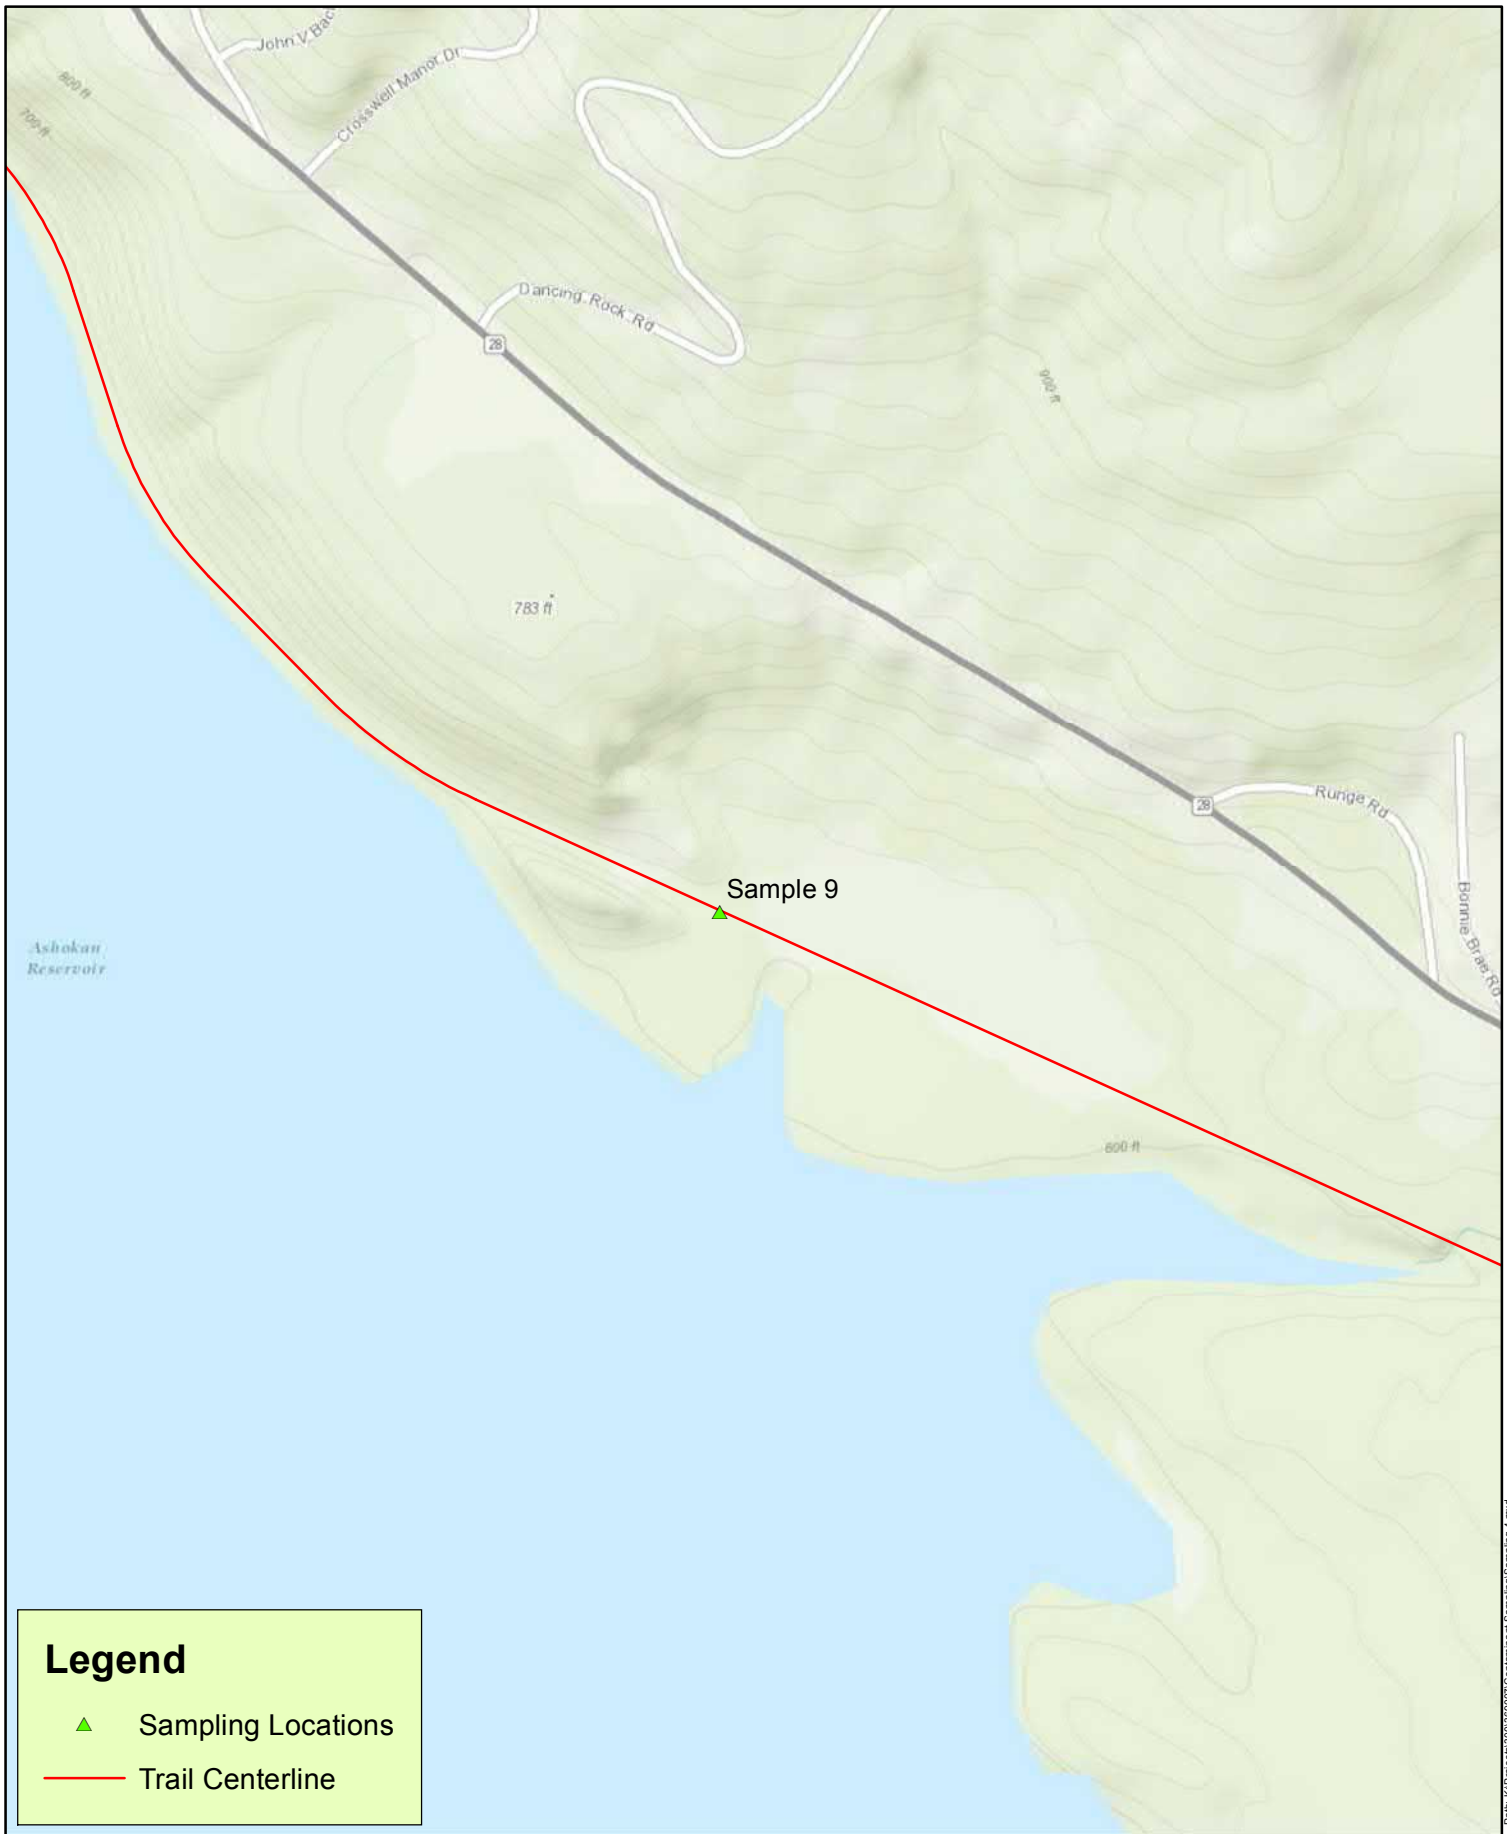 John V Bac
800 ft
Crosswell Manor Dr
700 ft
Dancing Rock Rd
28
900 ft
783 ft
28
Runge Rd
Sample 9
Bonnie Brae Rd
Ashokan
Reservoir
600 ft
Legend
Sampling Locations
Trail Centerline